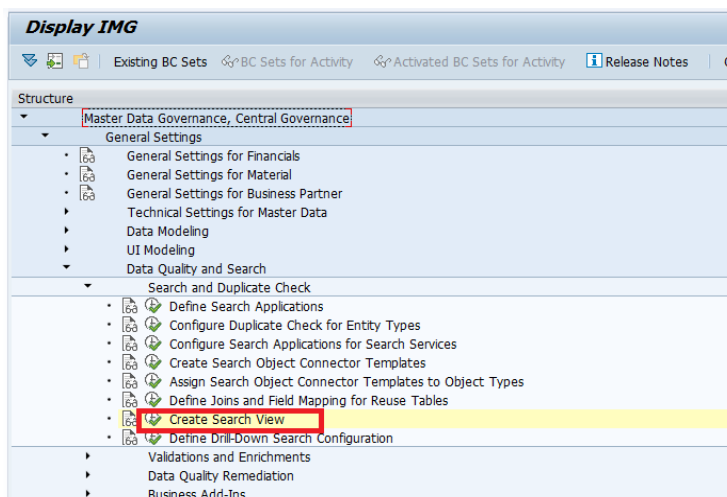 Display IMG
Existing BC Sets BC Sets for Activity Activated BC Sets for Activity Release Notes
Structure
Master Data Governance, Central Governance
General Settings
General Settings for Financials
General Settings for Material
General Settings for Business Partner
Technical Settings for Master Data
Data Modeling
UI Modeling
Data Quality and Search
Search and Duplicate Check
Define Search Applications
Configure Duplicate Check for Entity Types
Configure Search Applications for Search Services
Create Search Object Connector Templates
Assign Search Object Connector Templates to Object Types
Define Joins and Field Mapping for Reuse Tables
Create Search View
Define Drill-Down Search Configuration
Validations and Enrichments
Data Quality Remediation
Business Add-Ins